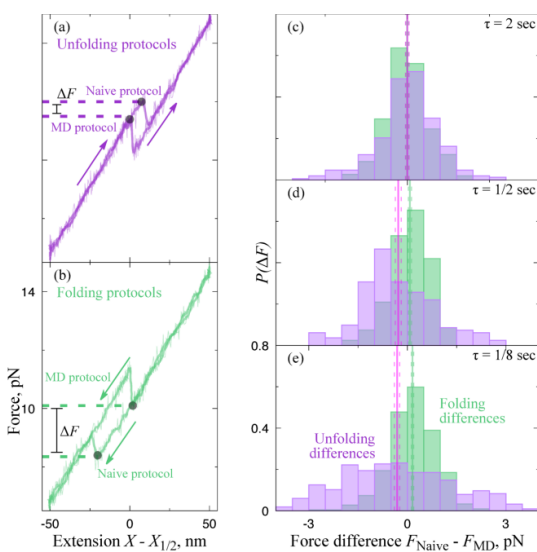 (a)
Unfolding protocols
ΔF
Naive protocol
MD protocol
(b)
Folding protocols
14
MD protocol
10
ΔF
Naive protocol
Force, pN
-50
0
50
Extension X - X1/2, nm
(c)
τ = 2 sec
(d)
τ = 1/2 sec
P(ΔF)
0.8
(e)
τ = 1/8 sec
Folding
differences
Unfolding
differences
0.4
0
-3
0
3
Force difference FNaive - FMD, pN